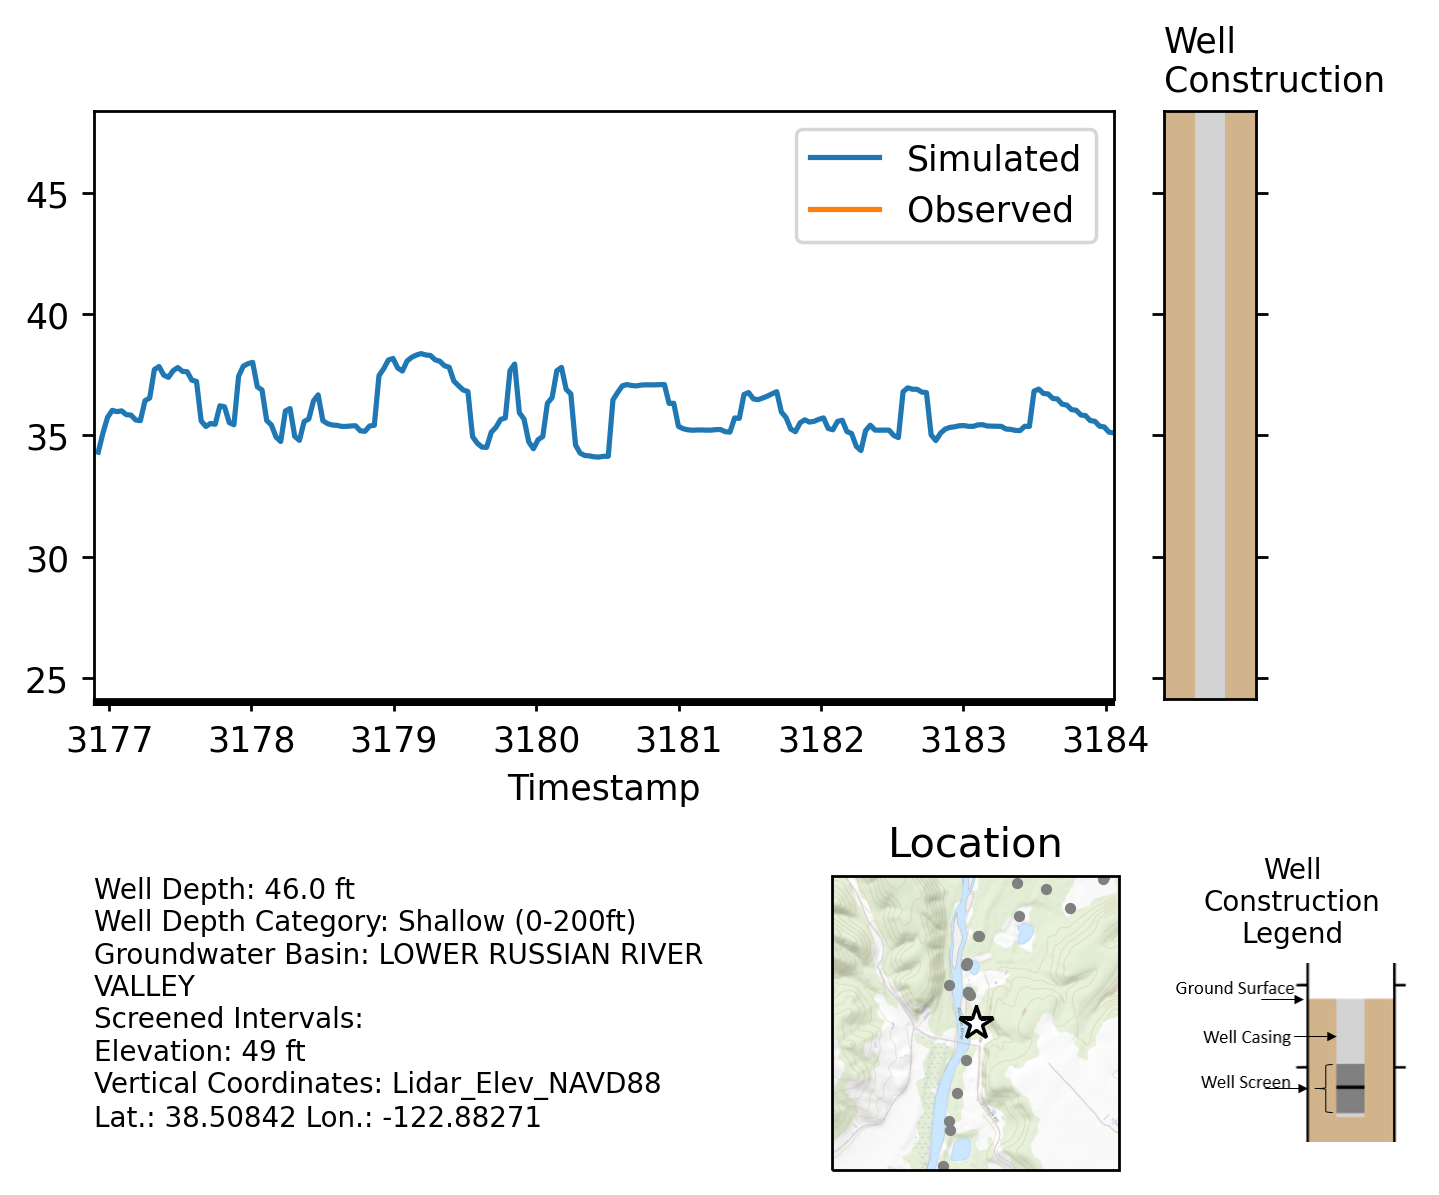 Well
Construction
Simulated
Observed
45
40
35
30
25
3177 3178 3179 3180 3181 3182 3183 3184
Timestamp
Well Depth: 46.0 ft
Well Depth Category: Shallow (0-200ft)
Groundwater Basin: LOWER RUSSIAN RIVER
VALLEY
Screened Intervals:
Elevation: 49 ft
Vertical Coordinates: Lidar_Elev_NAVD88
Lat.: 38.50842 Lon.: -122.88271
Location
Well
Construction
Legend
Ground Surface
Well Casing
Well Screen